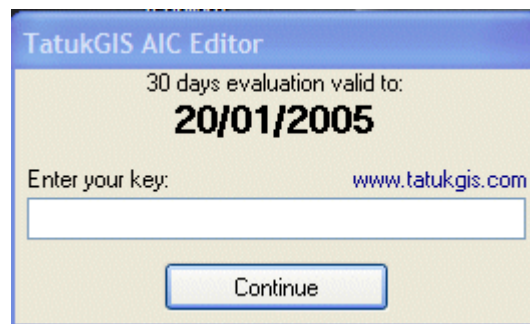 TatukGIS AIC Editor
30 days evaluation valid to:
20/01/2005
Enter your key: www.tatukgis.com
Continue